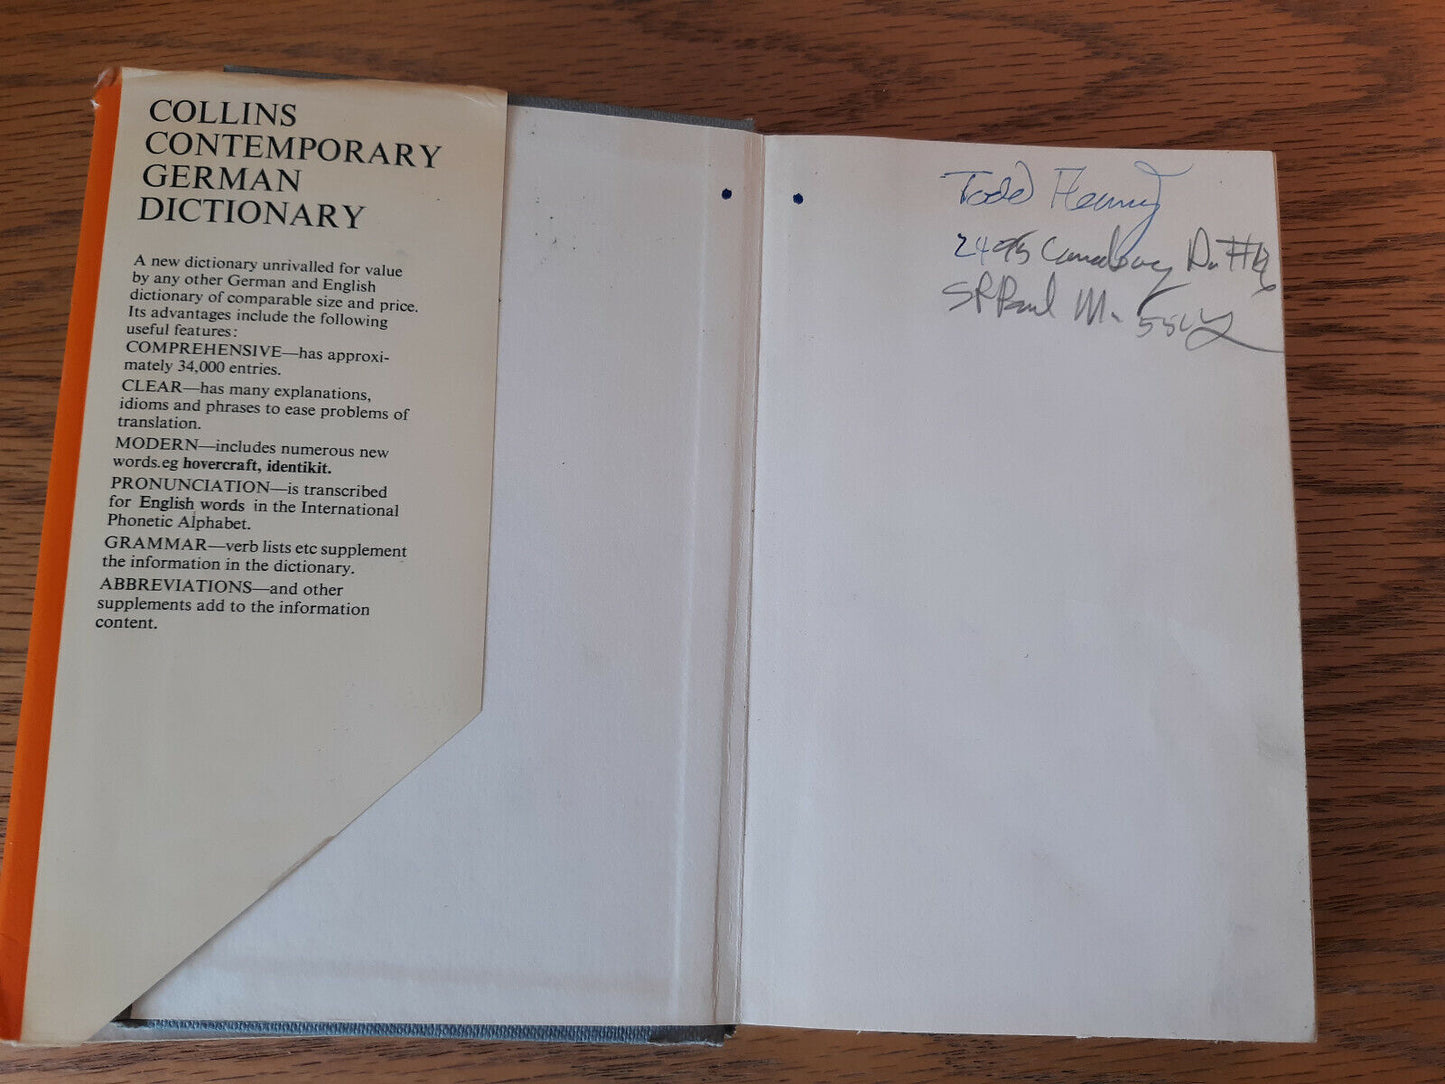 COLLINS
CONTEMPORARY
GERMAN
DICTIONARY
A new dictionary unrivalled for value
by any other German and English
dictionary of comparable size and price.
Its advantages include the following
useful features:
COMPREHENSIVE—has approxi-
mately 34,000 entries.
CLEAR—has many explanations,
idioms and phrases to ease problems of
translation.
MODERN—includes numerous new
words.eg hovercraft, identikit.
PRONUNCIATION—is transcribed
for English words in the International
Phonetic Alphabet.
GRAMMAR—verb lists etc supplement
the information in the dictionary.
ABBREVIATIONS—and other
supplements add to the information
content.
Todd
Dr
Paul